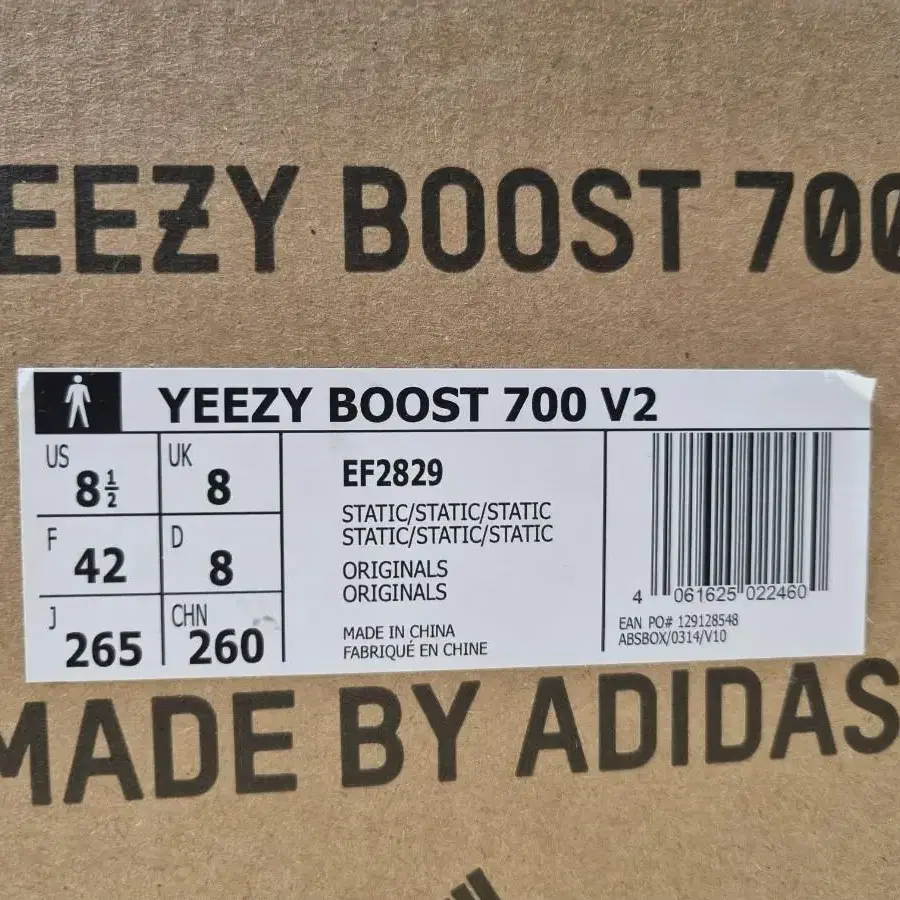 EEZY BOOST 700
YEEZY BOOST 700 V2
US 8½ UK 8
F 42 D 8
J 265 CHN 260
EF2829
STATIC/STATIC/STATIC
STATIC/STATIC/STATIC
ORIGINALS
ORIGINALS
MADE IN CHINA
FABRIQUÉ EN CHINE
4 061625 022460
EAN PO# 129128548
ABSBOX/0314/V10
MADE BY ADIDAS